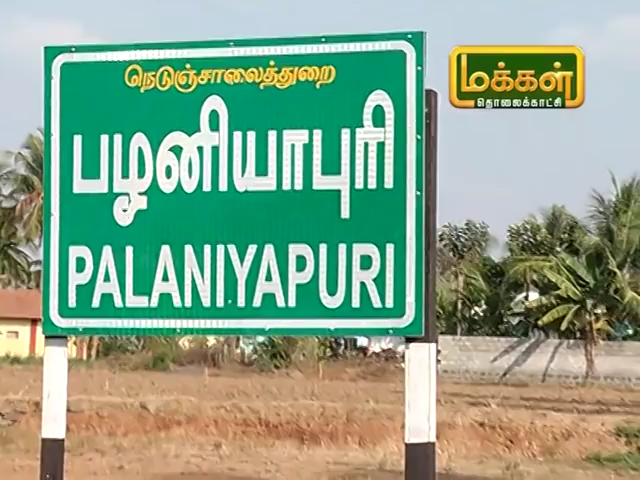 நெடுஞ்சாலைத்துறை
பழனியாபுரி
PALANIYAPURI
மக்கள்
தொலைக்காட்சி